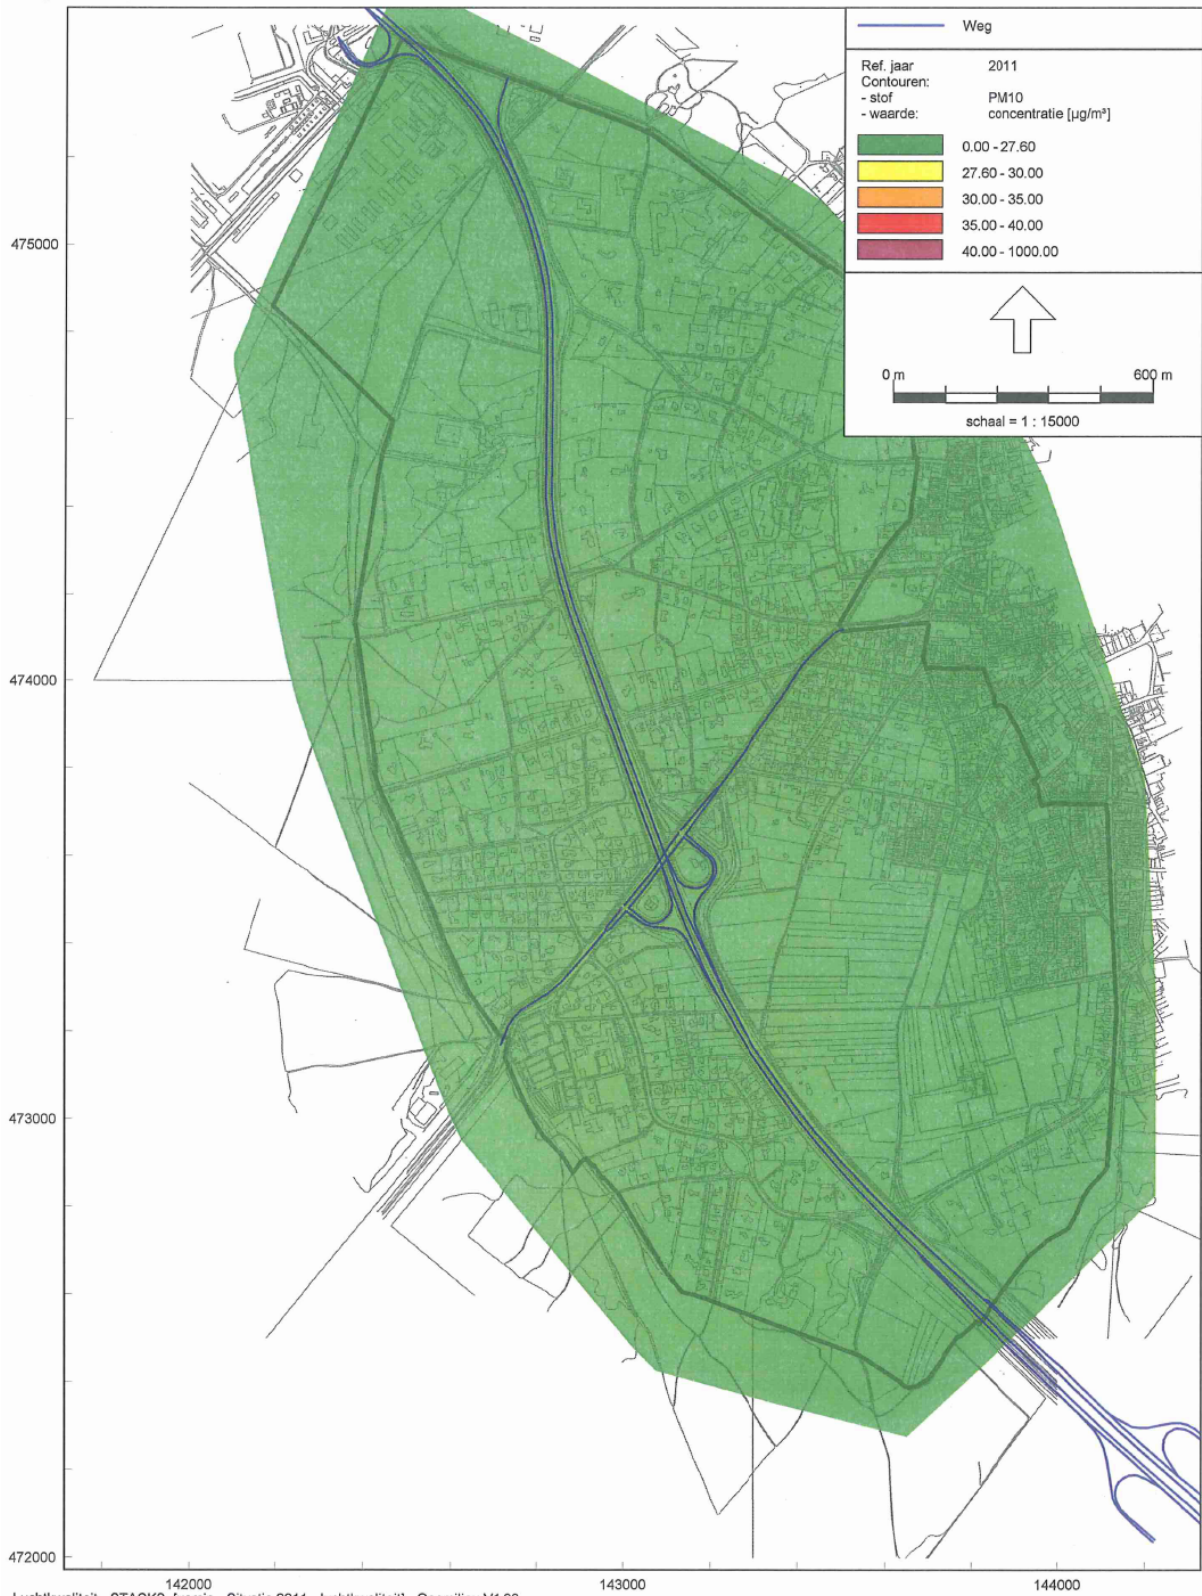 Weg
Ref. jaar 2011
Contouren:
- stof PM10
- waarde: concentratie [µg/m³]
0.00 - 27.60
27.60 - 30.00
30.00 - 35.00
35.00 - 40.00
40.00 - 1000.00
0 m 600 m
schaal = 1 : 15000
475000
474000
473000
472000
142000 143000 144000